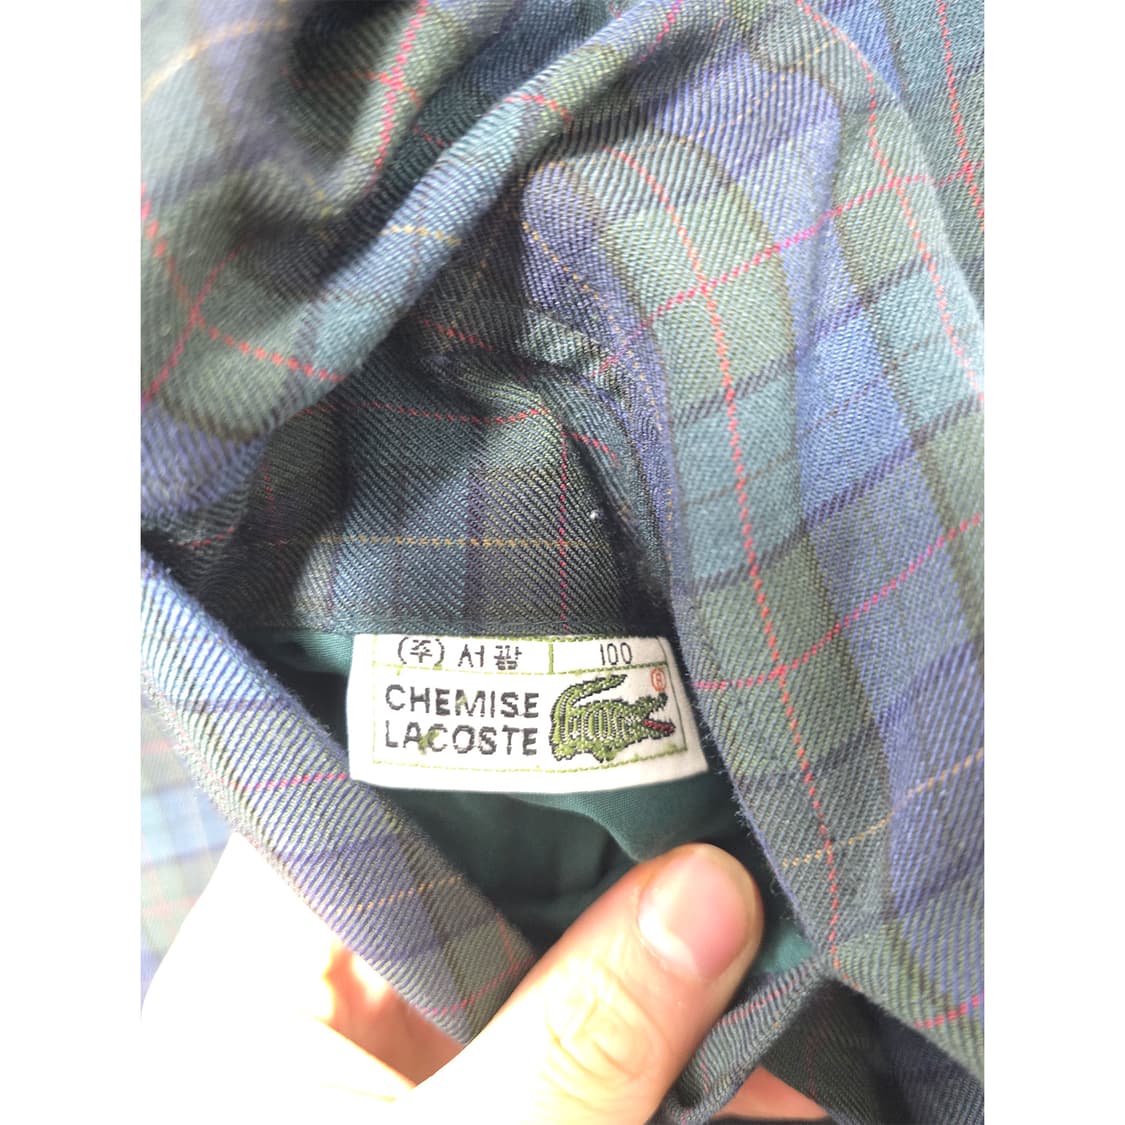 (주) 서광 100
CHEMISE
LACOSTE
®